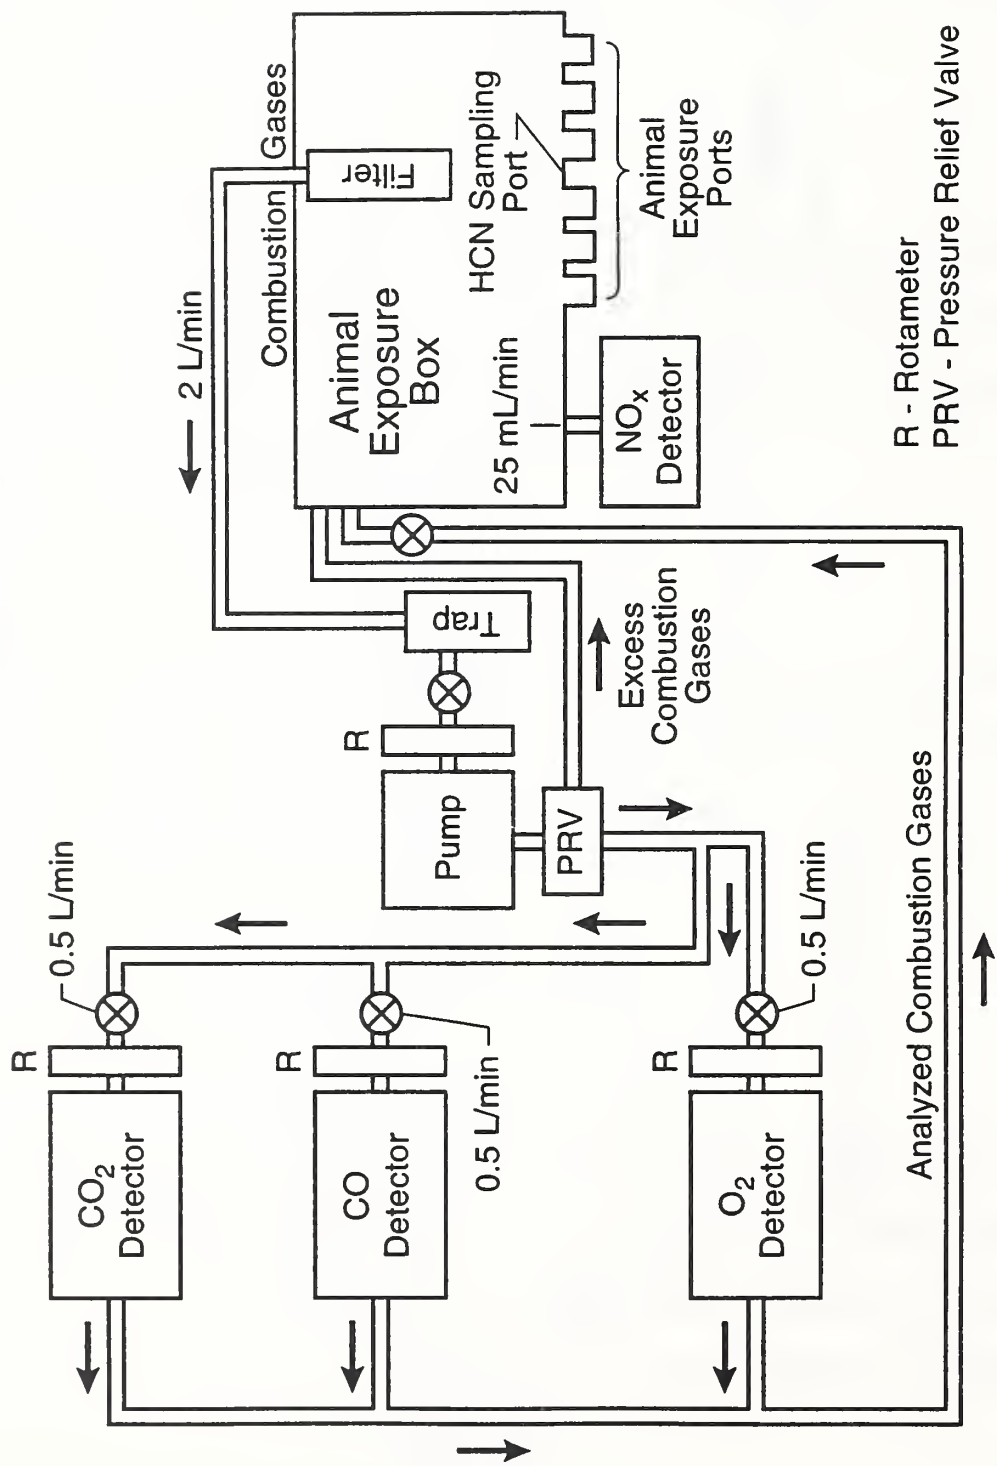 CO2
Detector
R
0.5 L/min
CO
Detector
R
0.5 L/min
O2
Detector
R
0.5 L/min
Pump
R
PRV
Trap
2 L/min
Combustion Gases
Filter
Animal
Exposure
Box
HCN Sampling
Port
25 mL/min
NOx
Detector
Animal
Exposure
Ports
Excess
Combustion
Gases
Analyzed Combustion Gases
R - Rotameter
PRV - Pressure Relief Valve